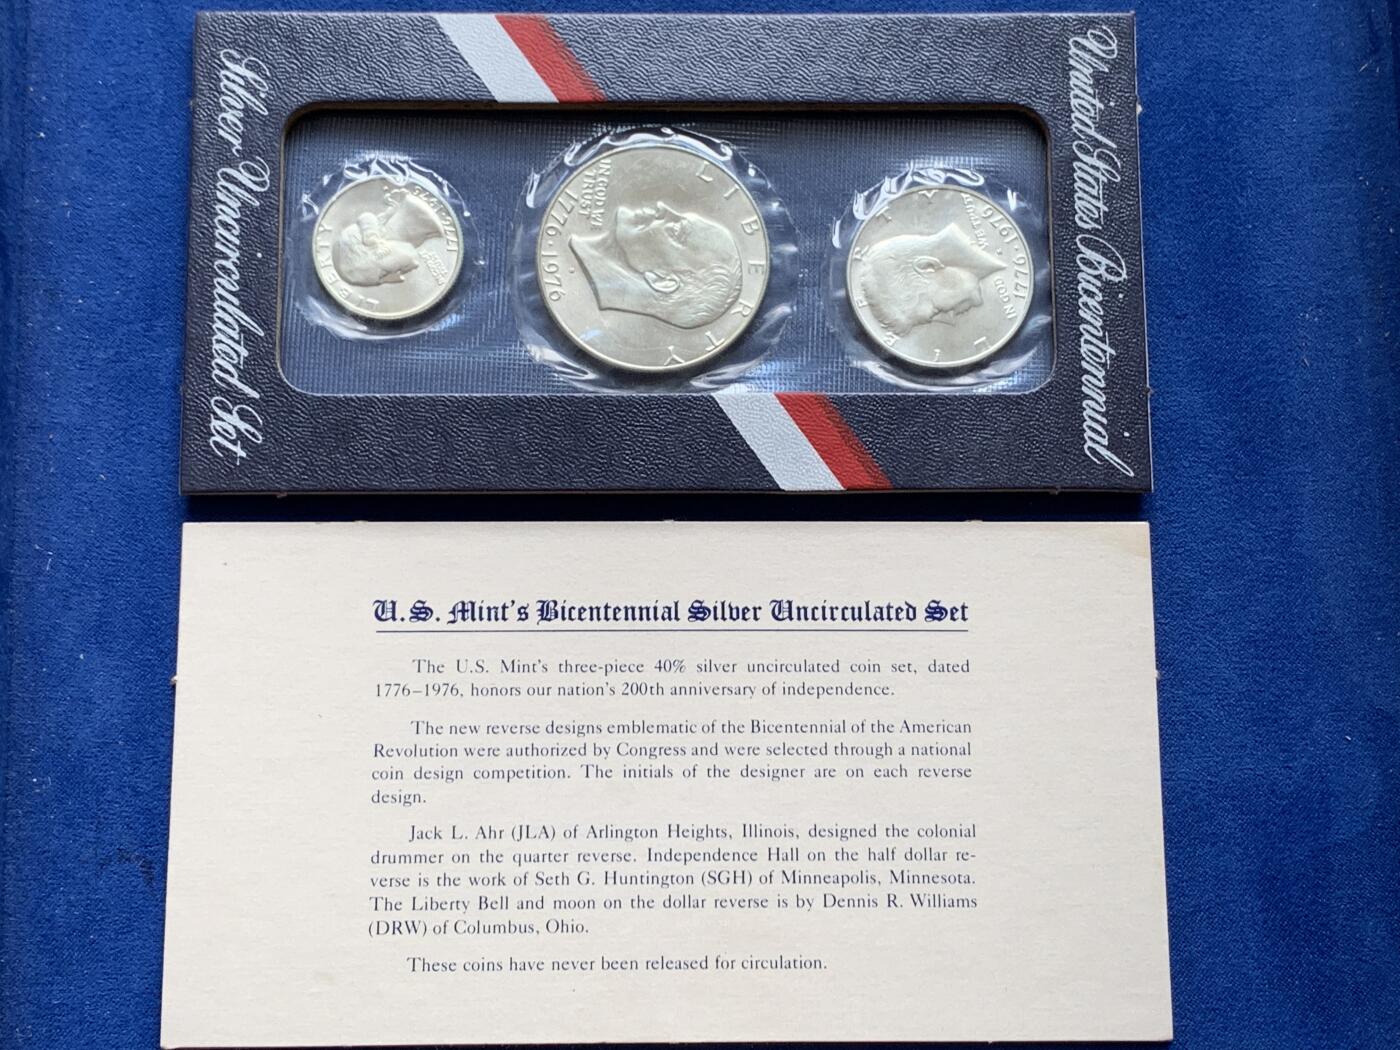 United States Bicentennial
Silver Uncirculated Set
LIBERTY
IN GOD WE TRUST
1776·1976
LIBERTY
IN GOD WE
TRUST
1776·1976
LIBERTY
IN GOD WE TRUST
1776·1976
U.S. Mint's Bicentennial Silver Uncirculated Set
The U.S. Mint's three-piece 40% silver uncirculated coin set, dated
1776–1976, honors our nation's 200th anniversary of independence.
The new reverse designs emblematic of the Bicentennial of the American
Revolution were authorized by Congress and were selected through a national
coin design competition. The initials of the designer are on each reverse
design.
Jack L. Ahr (JLA) of Arlington Heights, Illinois, designed the colonial
drummer on the quarter reverse. Independence Hall on the half dollar re-
verse is the work of Seth G. Huntington (SGH) of Minneapolis, Minnesota.
The Liberty Bell and moon on the dollar reverse is by Dennis R. Williams
(DRW) of Columbus, Ohio.
These coins have never been released for circulation.